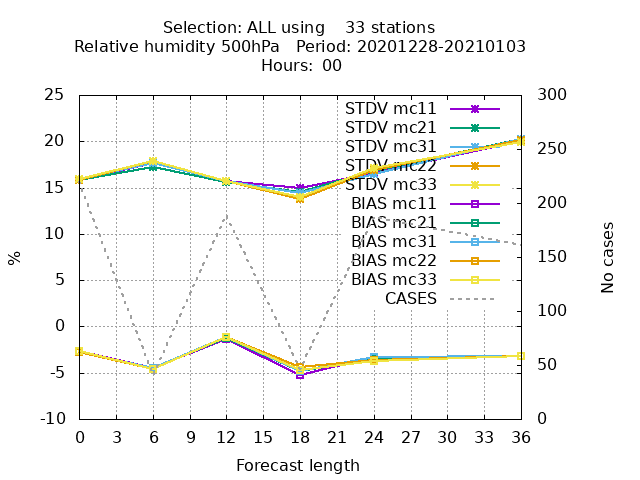 Selection: ALL using 33 stations
Relative humidity 500hPa Period: 20201228-20210103
Hours: 00
25
20
15
10
5
0
-5
-10
%
300
250
200
150
100
50
0
No cases
STDV mc11
STDV mc21
STDV mc31
STDV mc22
STDV mc33
BIAS mc11
BIAS mc21
BIAS mc31
BIAS mc22
BIAS mc33
CASES
0 3 6 9 12 15 18 21 24 27 30 33 36
Forecast length